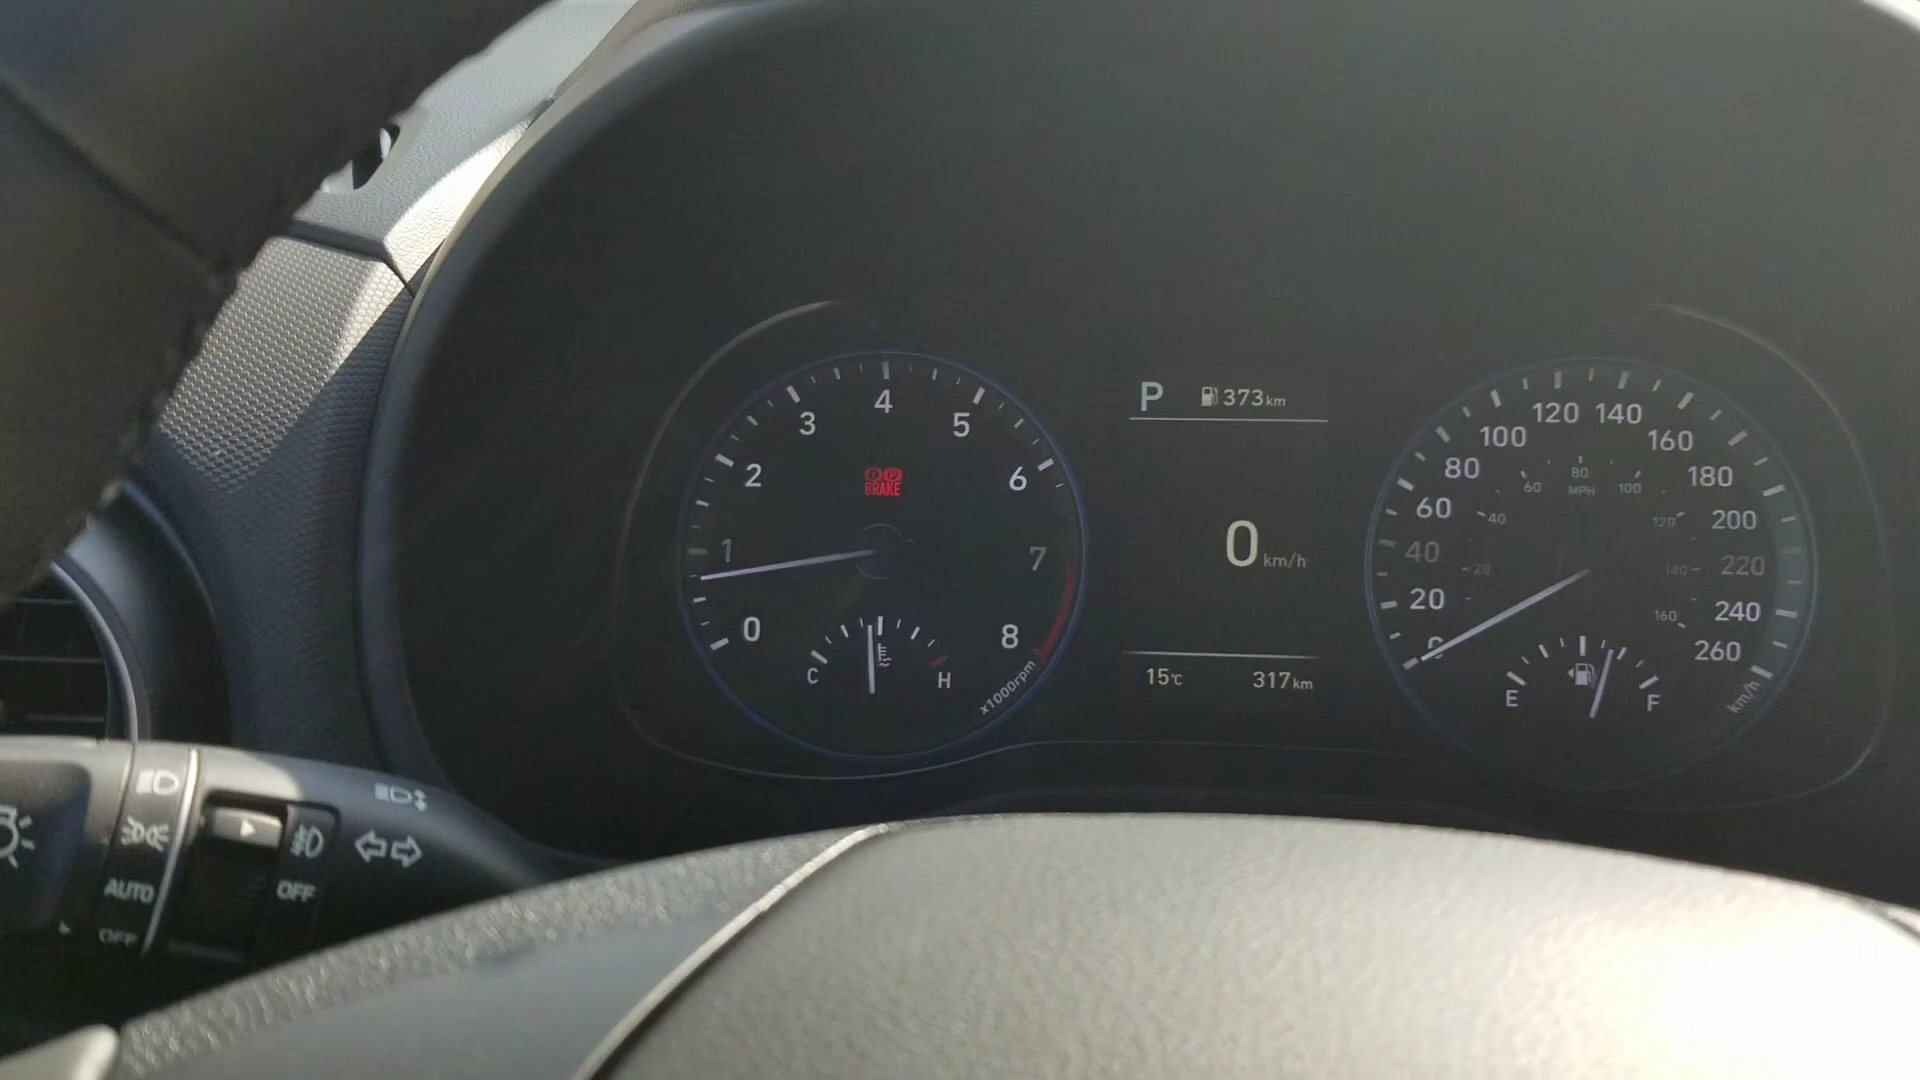 P 373km
0 km/h
15℃ 317km
0 1 2 3 4 5 6 7 8
x1000rpm
BRAKE
C H
20 40 60 80 100 120 140 160 180 200 220 240 260
km/h
20 40 60 80 100 120 140 160
MPH
E F
AUTO
OFF
OFF